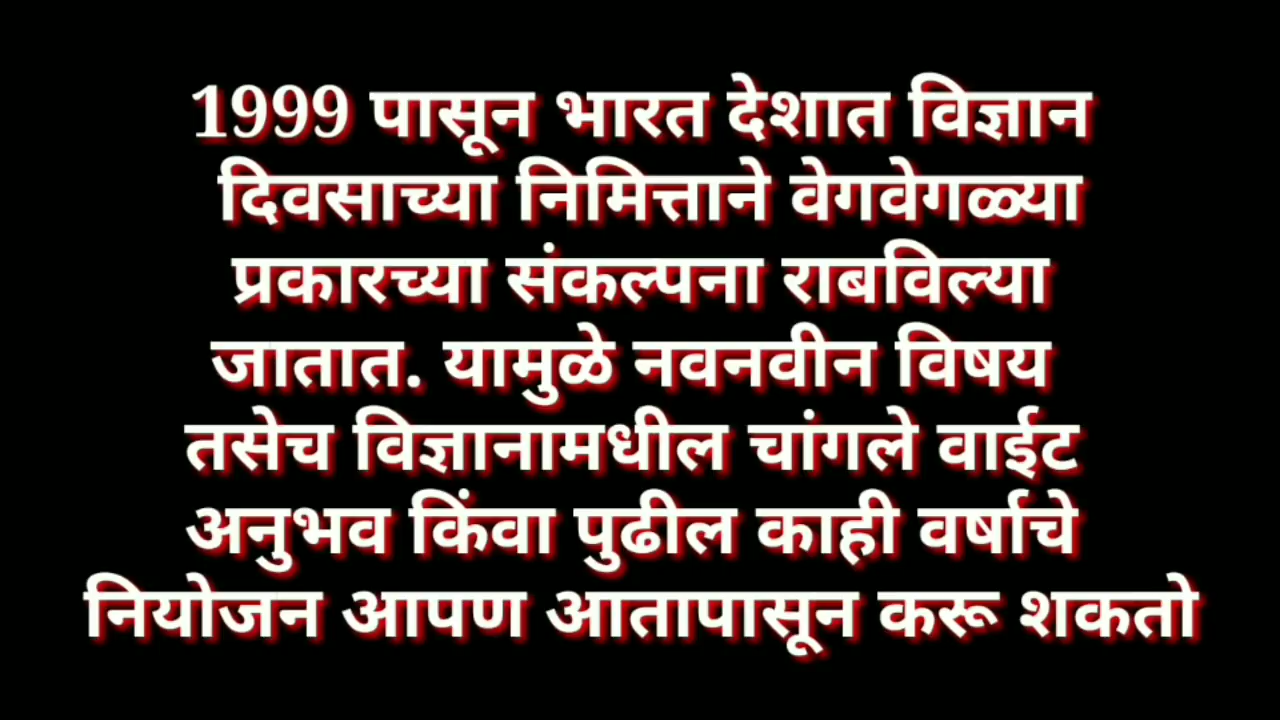 1999 पासून भारत देशात विज्ञान
दिवसाच्या निमित्ताने वेगवेगळ्या
प्रकारच्या संकल्पना राबविल्या
जातात. यामुळे नवनवीन विषय
तसेच विज्ञानामधील चांगले वाईट
अनुभव किंवा पुढील काही वर्षाचे
नियोजन आपण आतापासून करू शकतो